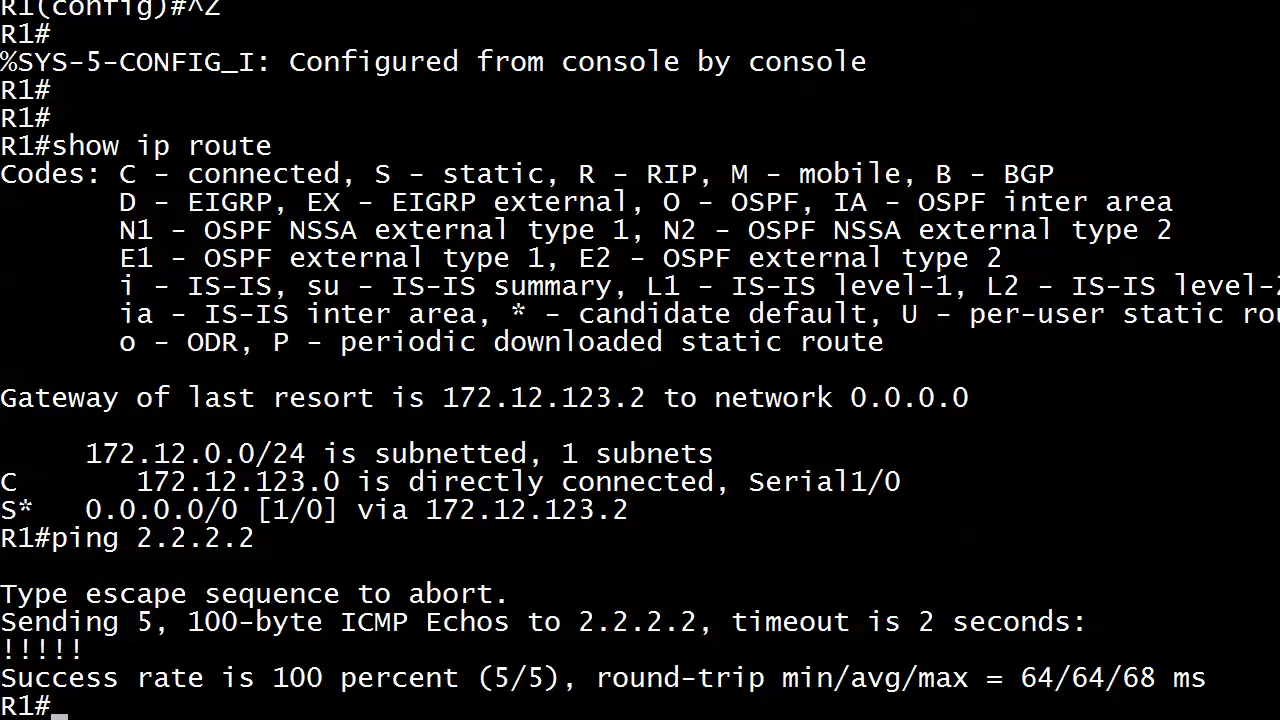 R1(config)#^Z
R1#
%SYS-5-CONFIG_I: Configured from console by console
R1#
R1#
R1#show ip route
Codes: C - connected, S - static, R - RIP, M - mobile, B - BGP
       D - EIGRP, EX - EIGRP external, O - OSPF, IA - OSPF inter area
       N1 - OSPF NSSA external type 1, N2 - OSPF NSSA external type 2
       E1 - OSPF external type 1, E2 - OSPF external type 2
       i - IS-IS, su - IS-IS summary, L1 - IS-IS level-1, L2 - IS-IS level-2
       ia - IS-IS inter area, * - candidate default, U - per-user static rou
       o - ODR, P - periodic downloaded static route
Gateway of last resort is 172.12.123.2 to network 0.0.0.0
     172.12.0.0/24 is subnetted, 1 subnets
C       172.12.123.0 is directly connected, Serial1/0
S*   0.0.0.0/0 [1/0] via 172.12.123.2
R1#ping 2.2.2.2
Type escape sequence to abort.
Sending 5, 100-byte ICMP Echos to 2.2.2.2, timeout is 2 seconds:
!!!!!
Success rate is 100 percent (5/5), round-trip min/avg/max = 64/64/68 ms
R1#